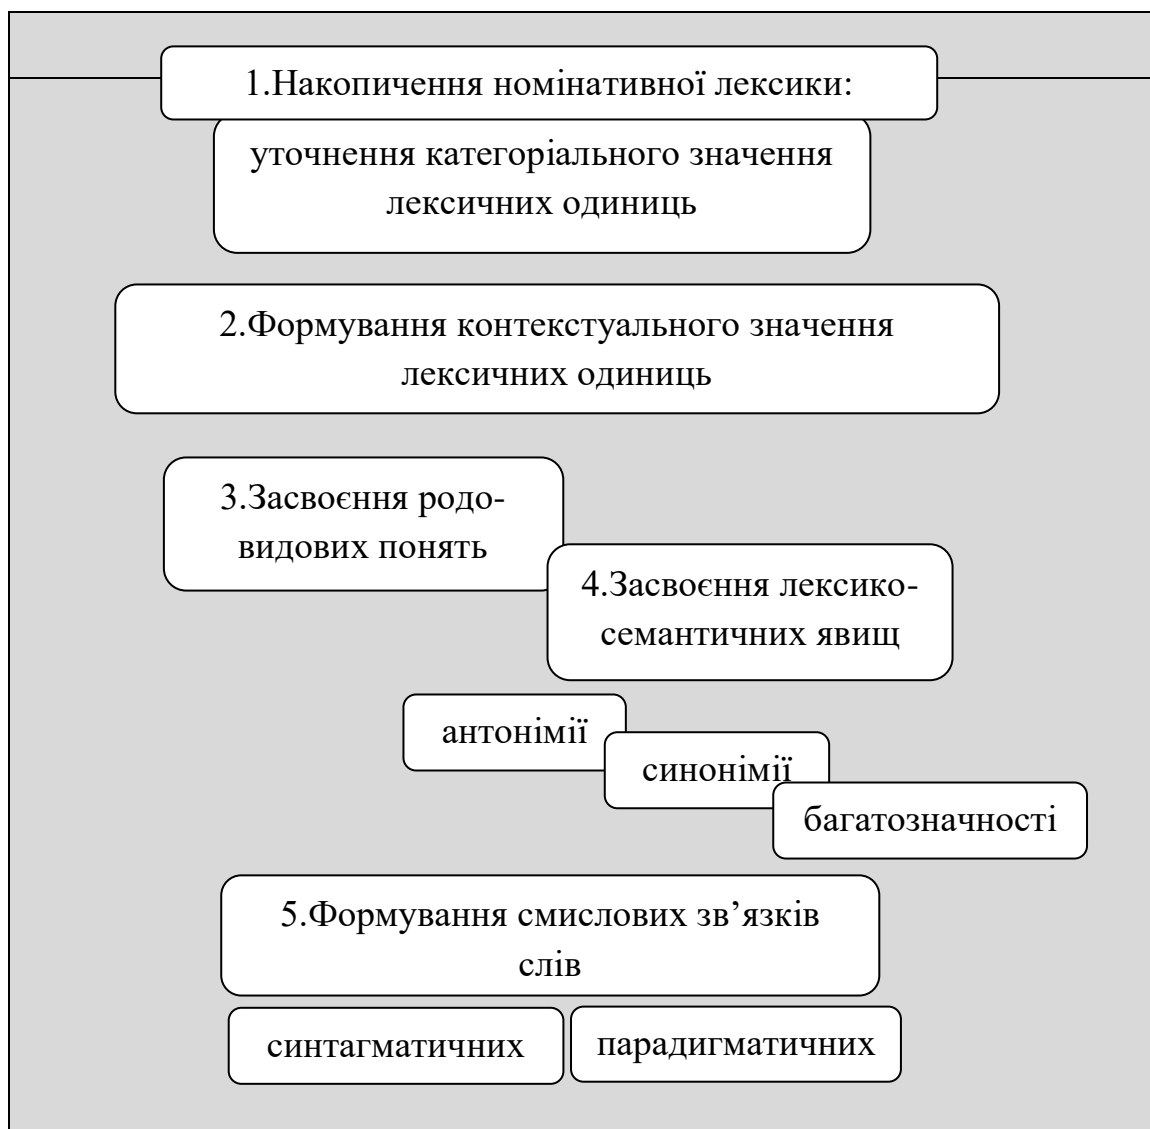 1.Накопичення номінативної лексики:
уточнення категоріального значення
лексичних одиниць
2.Формування контекстуального значення
лексичних одиниць
3.Засвоєння родо-
видових понять
4.Засвоєння лексико-
семантичних явищ
антонімії
синонімії
багатозначності
5.Формування смислових зв’язків
слів
синтагматичних
парадигматичних